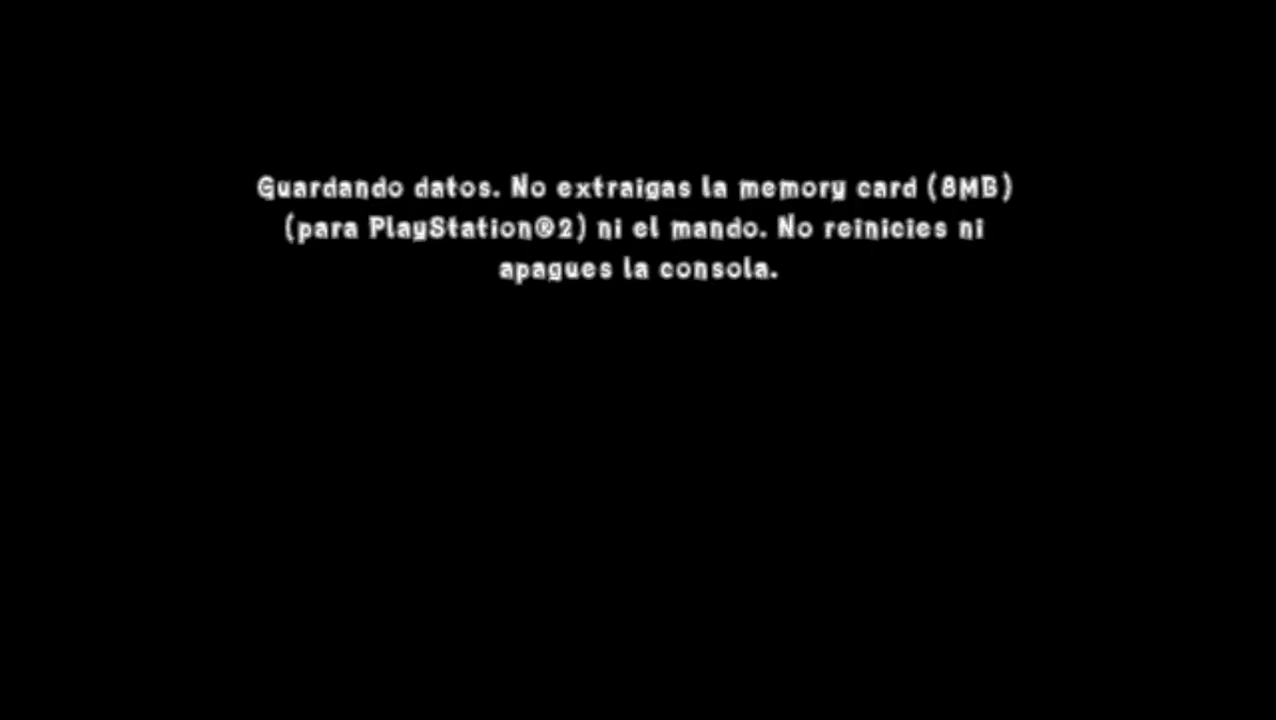 Guardando datos. No extraigas la memory card (8MB)
(para PlayStation®2) ni el mando. No reinicies ni
apagues la consola.